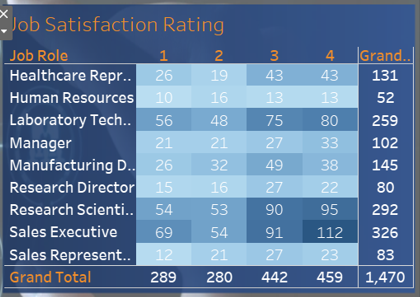 Job Satisfaction Rating
Job Role 1 2 3 4 Grand..
Healthcare Repr.. 26 19 43 43 131
Human Resources 10 16 13 13 52
Laboratory Tech.. 56 48 75 80 259
Manager 21 21 27 33 102
Manufacturing D.. 26 32 49 38 145
Research Director 15 16 27 22 80
Research Scienti.. 54 53 90 95 292
Sales Executive 69 54 91 112 326
Sales Represent.. 12 21 27 23 83
Grand Total 289 280 442 459 1,470